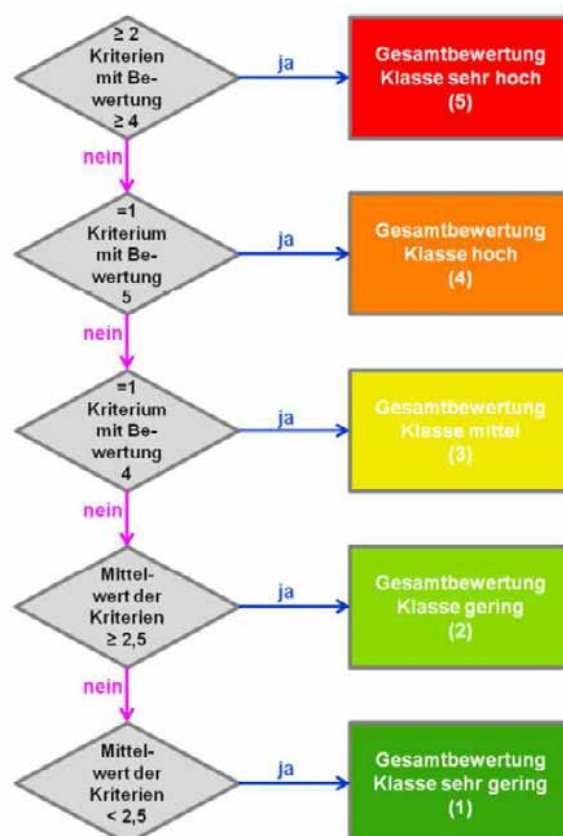 ≥ 2
Kriterien
mit Be-
wertung
≥ 4
ja
Gesamtbewertung
Klasse sehr hoch
(5)
nein
=1
Kriterium
mit Be-
wertung
5
ja
Gesamtbewertung
Klasse hoch
(4)
nein
=1
Kriterium
mit Be-
wertung
4
ja
Gesamtbewertung
Klasse mittel
(3)
nein
Mittel-
wert der
Kriterien
≥ 2,5
ja
Gesamtbewertung
Klasse gering
(2)
nein
Mittel-
wert der
Kriterien
< 2,5
ja
Gesamtbewertung
Klasse sehr gering
(1)